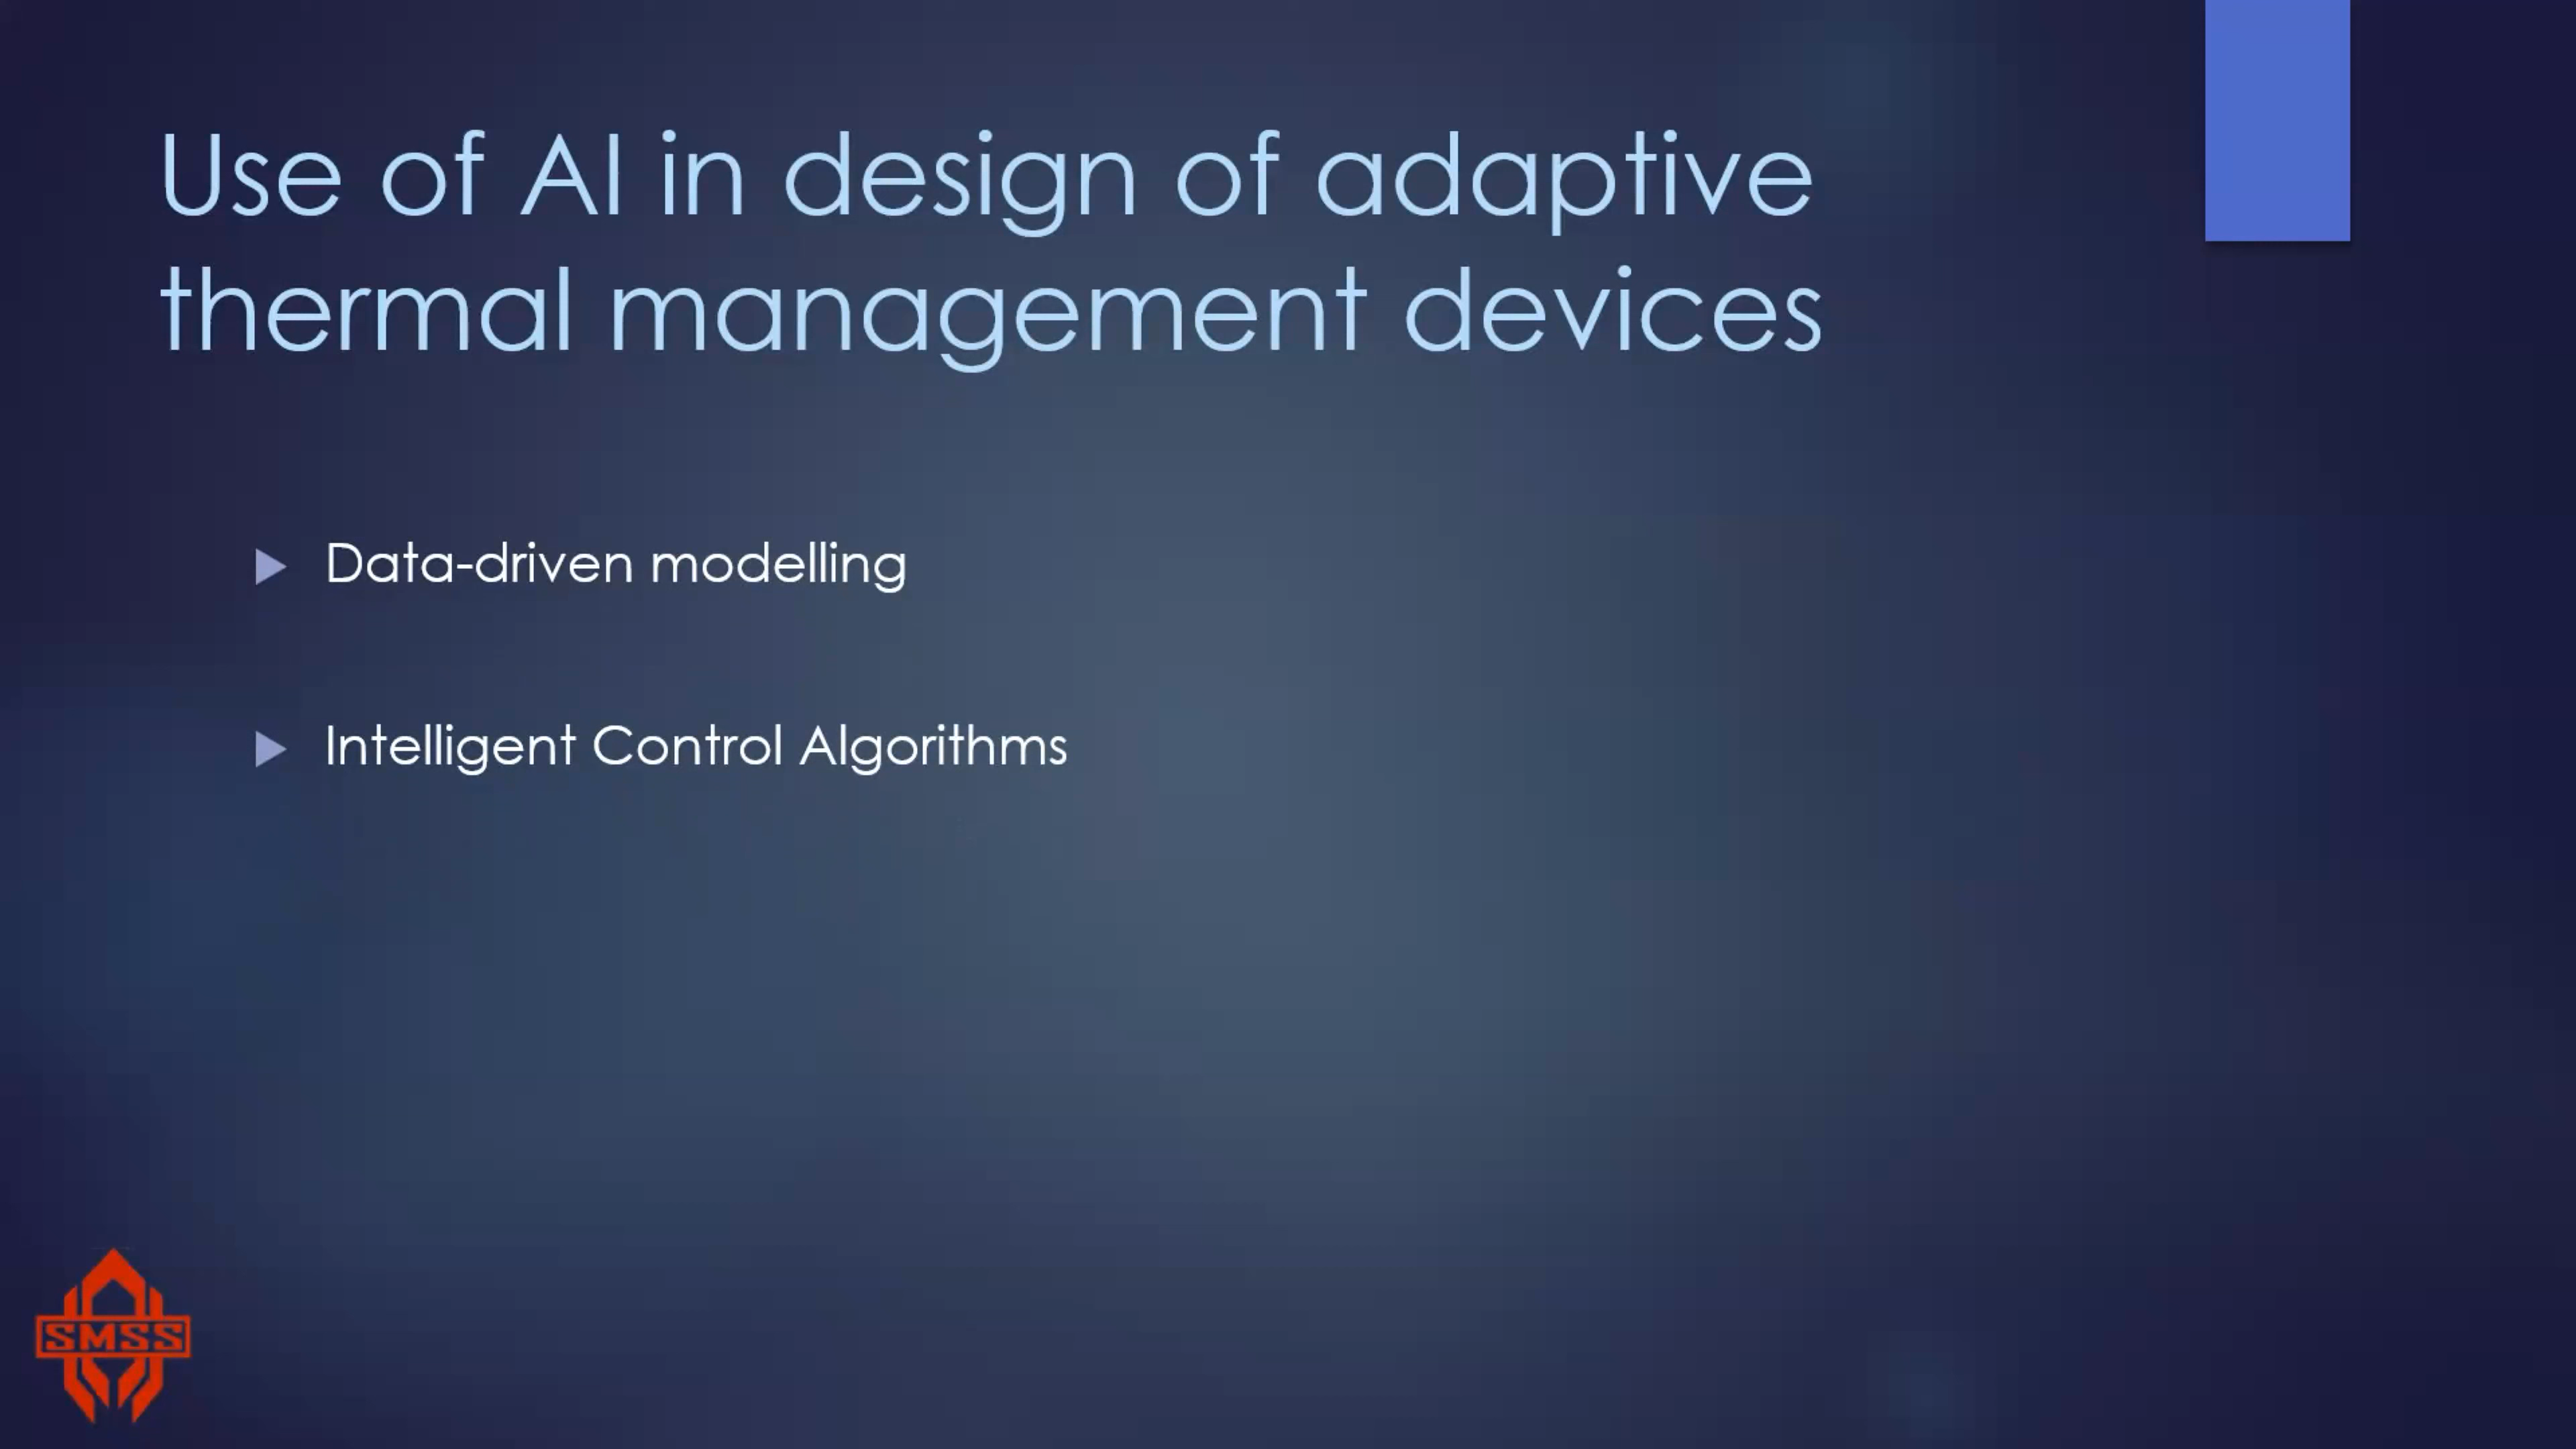 Use of AI in design of adaptive
thermal management devices
Data-driven modelling
Intelligent Control Algorithms
SMSS